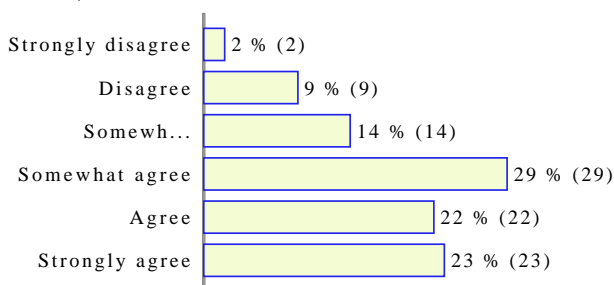 Strongly disagree 2 % (2)
Disagree 9 % (9)
Somewh... 14 % (14)
Somewhat agree 29 % (29)
Agree 22 % (22)
Strongly agree 23 % (23)